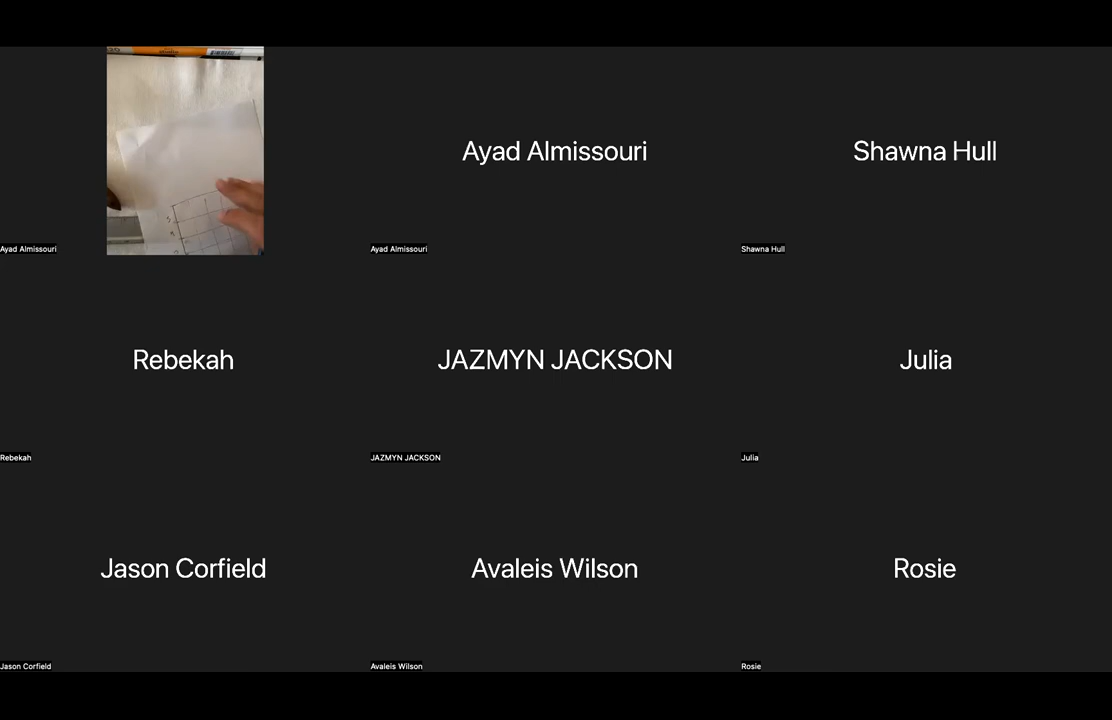 Ayad Almissouri
Shawna Hull
Ayad Almissouri
Ayad Almissouri
Shawna Hull
Rebekah
JAZMYN JACKSON
Julia
Rebekah
JAZMYN JACKSON
Julia
Jason Corfield
Avaleis Wilson
Rosie
Jason Corfield
Avaleis Wilson
Rosie